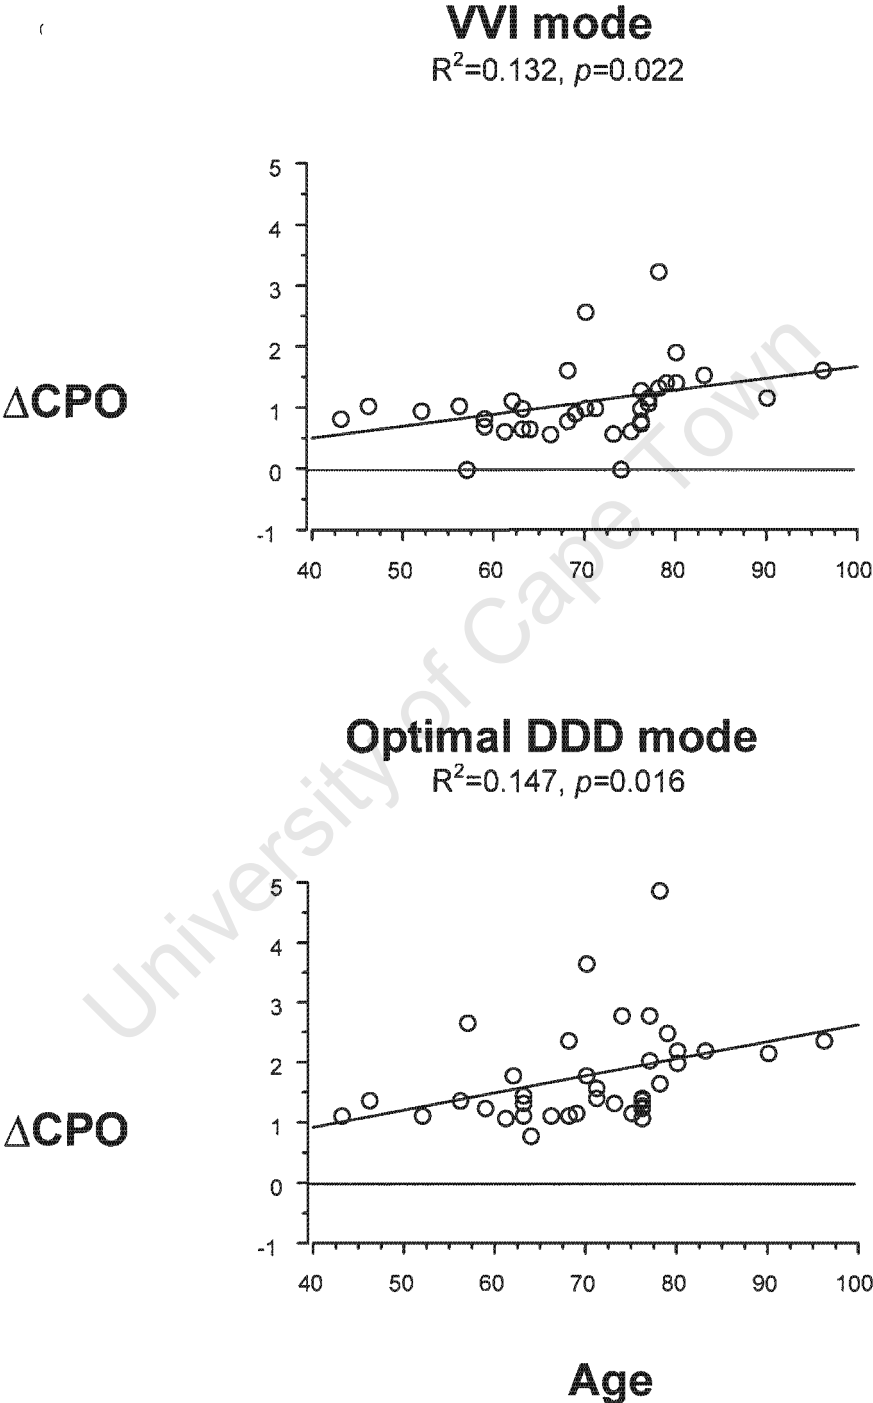 VVI mode
R²=0.132, p=0.022
5
4
3
2
1
0
-1
ΔCPO
40 50 60 70 80 90 100
Optimal DDD mode
R²=0.147, p=0.016
5
4
3
2
1
0
-1
ΔCPO
40 50 60 70 80 90 100
Age
University of Cape Town